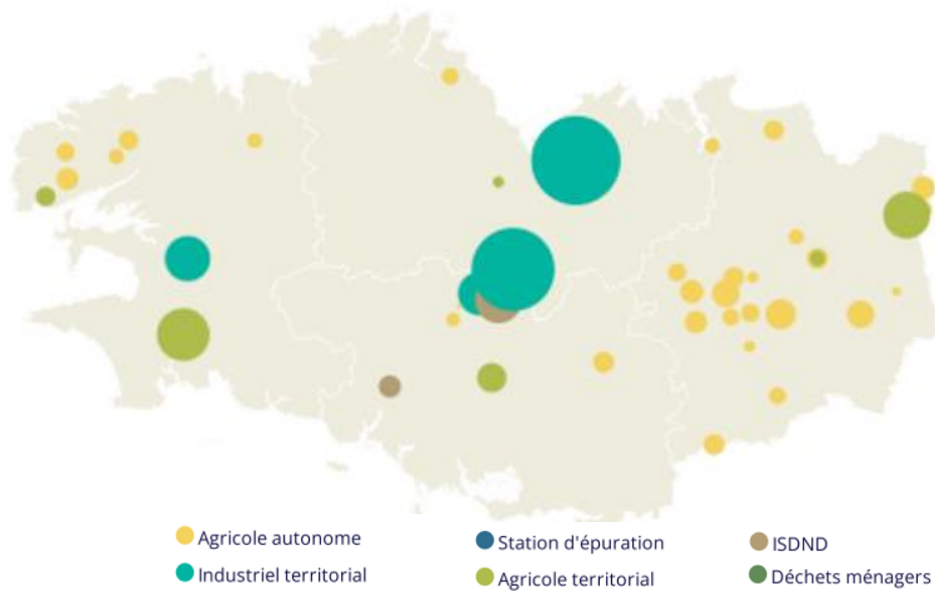 Agricole autonome
Station d'épuration
ISDND
Industriel territorial
Agricole territorial
Déchets ménagers